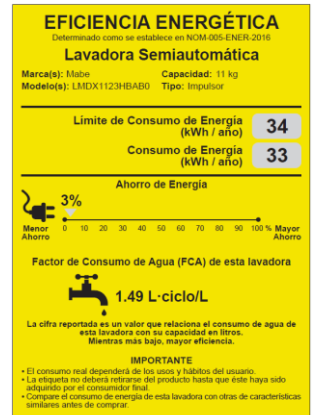 EFICIENCIA ENERGÉTICA
Determinado como se establece en NOM-005-ENER-2016
Lavadora Semiautomática
Marca(s): Mabe Capacidad: 11 kg
Modelo(s): LMDX1123HBAB0 Tipo: Impulsor
Límite de Consumo de Energía
(kWh / año) 34
Consumo de Energía
(kWh / año) 33
Ahorro de Energía
3%
Menor Ahorro 0 10 20 30 40 50 60 70 80 90 100 % Mayor Ahorro
Factor de Consumo de Agua (FCA) de esta lavadora
1.49 L·ciclo/L
La cifra reportada es un valor que relaciona el consumo de agua de
esta lavadora con su capacidad en litros.
Mientras más bajo, mayor eficiencia.
IMPORTANTE
• El consumo real dependerá de los usos y hábitos del usuario.
• La etiqueta no deberá retirarse del producto hasta que éste haya sido
adquirido por el consumidor final.
• Compare el consumo de energía de esta lavadora con otras de características
similares antes de comprar.